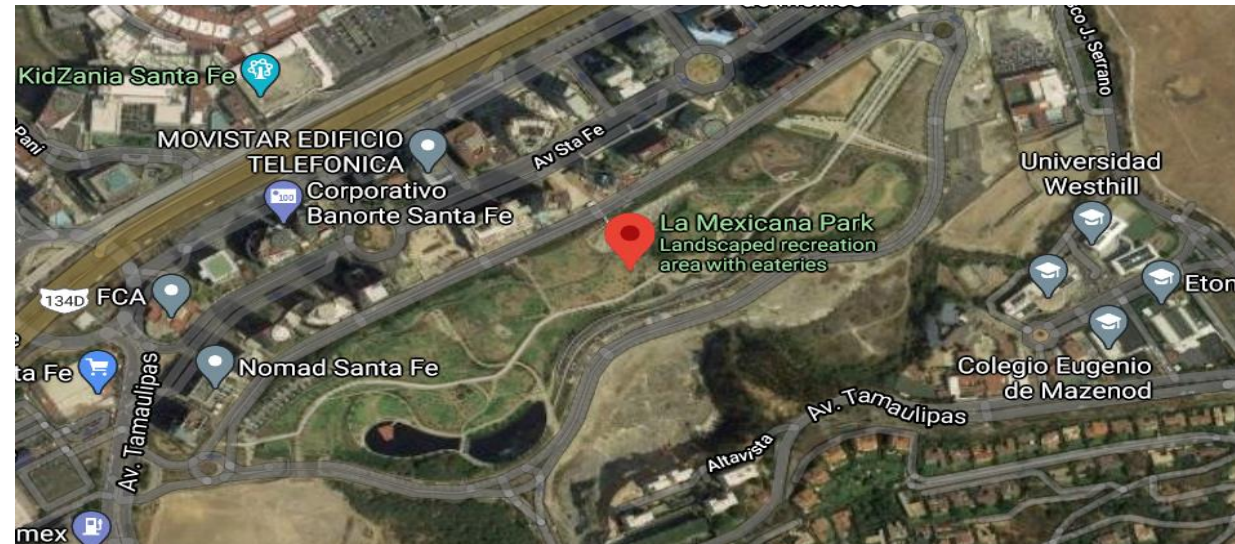 KidZania Santa Fe
co J. Serrano
Pani
MOVISTAR EDIFICIO
TELEFONICA
Av Sta Fe
100
Corporativo
Banorte Santa Fe
Universidad
Westhill
La Mexicana Park
Landscaped recreation
area with eateries
134D
FCA
Eton
ta Fe
Nomad Santa Fe
Colegio Eugenio
de Mazenod
Av. Tamaulipas
Av. Tamaulipas
Altavista
mex